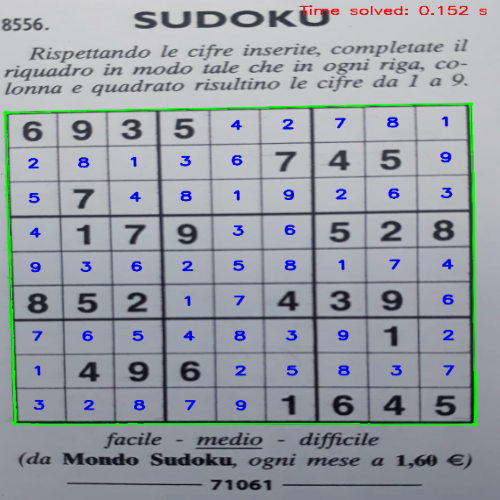 Time solved: 0.152 s
8556. SUDOKU
Rispettando le cifre inserite, completate il
riquadro in modo tale che in ogni riga, co-
lonna e quadrato risultino le cifre da 1 a 9.
6 9 3 5 4 2 7 8 1
2 8 1 3 6 7 4 5 9
5 7 4 8 1 9 2 6 3
4 1 7 9 3 6 5 2 8
9 3 6 2 5 8 1 7 4
8 5 2 1 7 4 3 9 6
7 6 5 4 8 3 9 1 2
1 4 9 6 2 5 8 3 7
3 2 8 7 9 1 6 4 5
facile - medio - difficile
(da Mondo Sudoku, ogni mese a 1,60 €)
71061